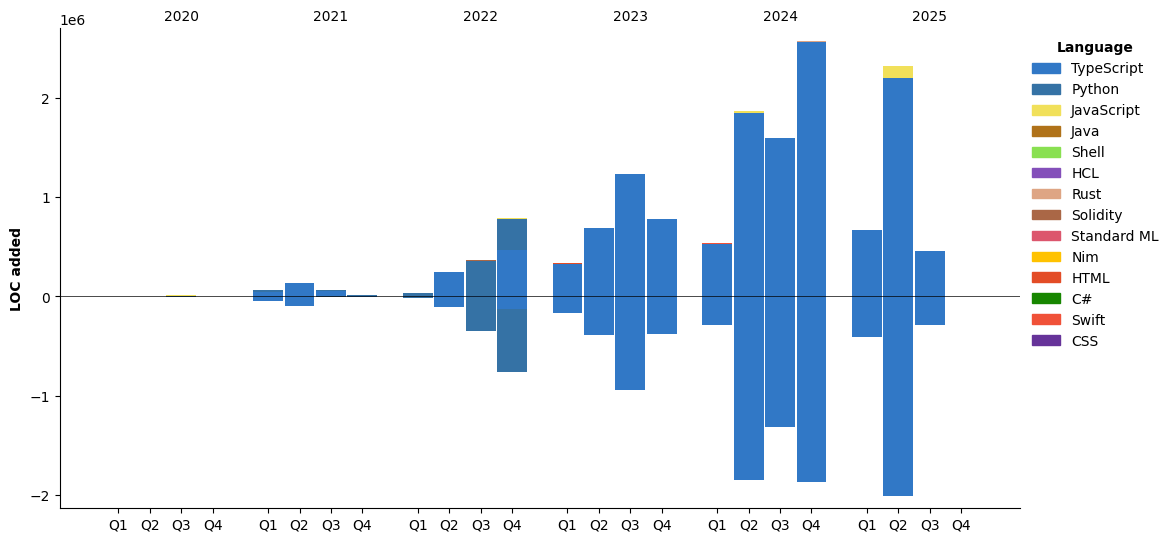 1e6
2020 2021 2022 2023 2024 2025
Language
TypeScript
Python
JavaScript
Java
Shell
HCL
Rust
Solidity
Standard ML
Nim
HTML
C#
Swift
CSS
LOC added
2
1
0
−1
−2
Q1 Q2 Q3 Q4 Q1 Q2 Q3 Q4 Q1 Q2 Q3 Q4 Q1 Q2 Q3 Q4 Q1 Q2 Q3 Q4 Q1 Q2 Q3 Q4